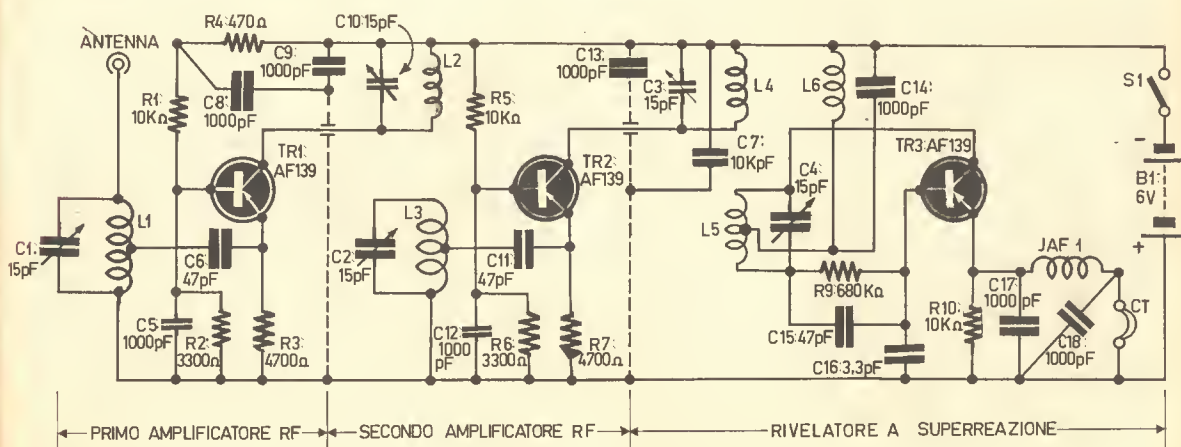 ANTENNA
R4:470Ω
C10:15pF
C9:
1000pF
C8:
1000pF
R1:
10KΩ
L2
R5:
10KΩ
TR1:
AF139
L1
C1:
15pF
C6:
47pF
C5:
1000pF
R2:
3300Ω
R3:
4700Ω
C13:
1000pF
C3:
15pF
L4
L6
C14:
1000pF
S1
C7:
10KpF
TR2:
AF139
TR3:AF139
C4:
15pF
L3
C2:
15pF
C11:
47pF
L5
-
B1:
6V
+
R9:680KΩ
JAF 1
C12:
1000
pF
R6:
3300Ω
R7:
4700Ω
C15:47pF
C16:3,3pF
R10:
10KΩ
C17:
1000pF
C18:
1000pF
CT
PRIMO AMPLIFICATORE RF
SECONDO AMPLIFICATORE RF
RIVELATORE A SUPERREAZIONE